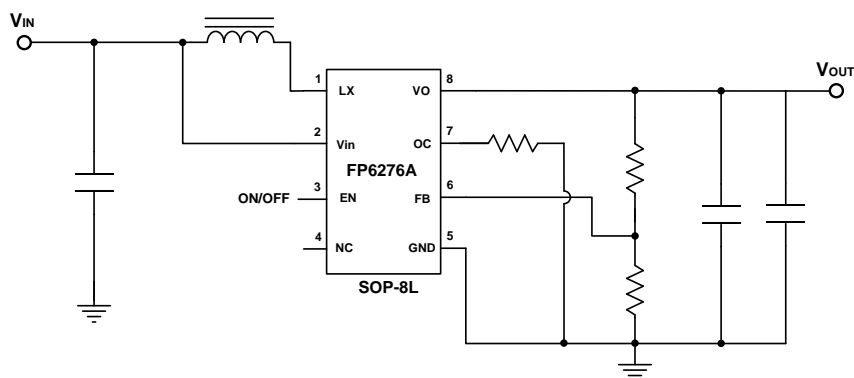 VIN
VOUT
1 LX VO 8
2 Vin OC 7
FP6276A
ON/OFF 3 EN FB 6
4 NC GND 5
SOP-8L